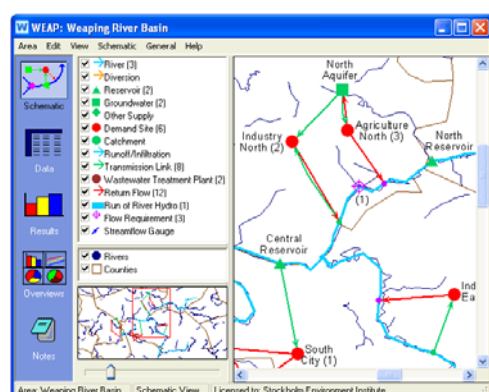 WEAP: Weaping River Basin
Area Edit View Schematic General Help
Schematic
Data
Results
Overviews
Notes
River (3)
Diversion
Reservoir (2)
Groundwater (2)
Other Supply
Demand Site (6)
Catchment
Runoff/Infiltration
Transmission Link (8)
Wastewater Treatment Plant (2)
Return Flow (12)
Run of River Hydro (1)
Flow Requirement (3)
Streamflow Gauge
Rivers
Counties
North
Aquifer
Industry
North (2)
Agriculture
North (3)
North
Reservoir
(1)
Central
Reservoir
Ind
Ea
South
City (1)
Area: Weaping River Basin Schematic View Licensed to: Stockholm Environment Institute